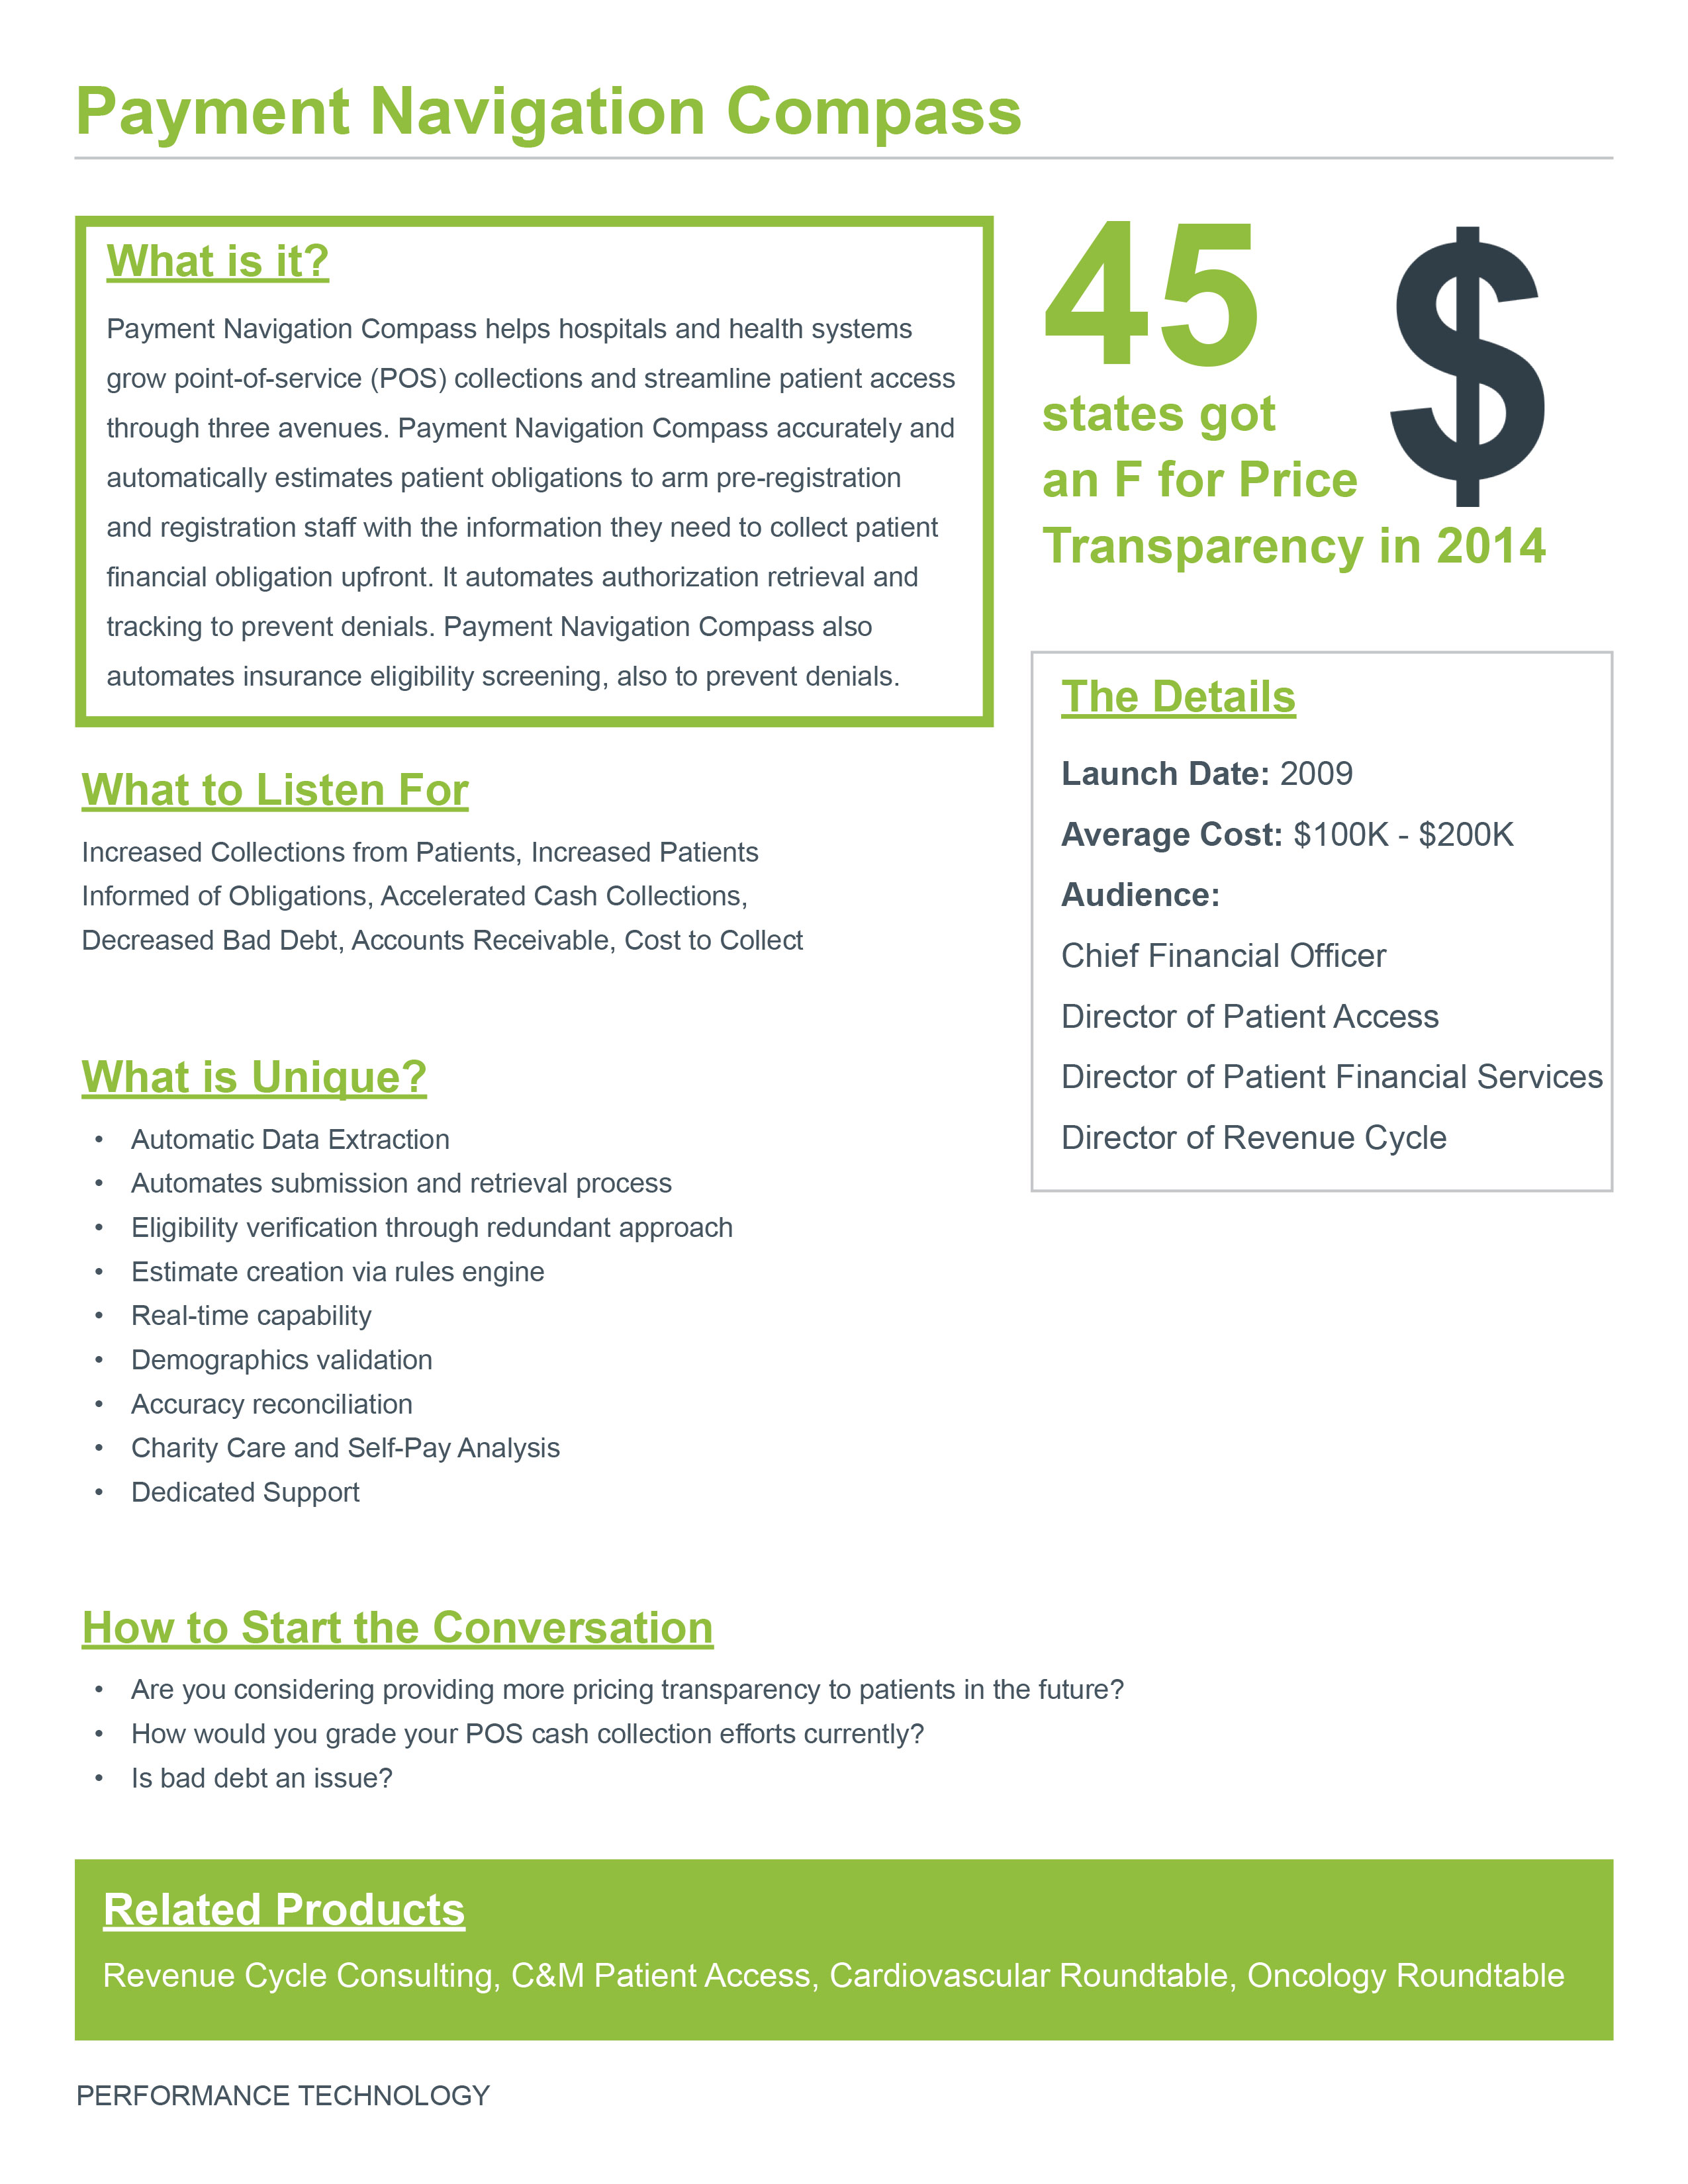 Payment Navigation Compass
What is it?
Payment Navigation Compass helps hospitals and health systems
grow point-of-service (POS) collections and streamline patient access
through three avenues. Payment Navigation Compass accurately and
automatically estimates patient obligations to arm pre-registration
and registration staff with the information they need to collect patient
financial obligation upfront. It automates authorization retrieval and
tracking to prevent denials. Payment Navigation Compass also
automates insurance eligibility screening, also to prevent denials.
45
$
states got
an F for Price
Transparency in 2014
The Details
Launch Date: 2009
Average Cost: $100K - $200K
Audience:
Chief Financial Officer
Director of Patient Access
Director of Patient Financial Services
Director of Revenue Cycle
What to Listen For
Increased Collections from Patients, Increased Patients
Informed of Obligations, Accelerated Cash Collections,
Decreased Bad Debt, Accounts Receivable, Cost to Collect
What is Unique?
• Automatic Data Extraction
• Automates submission and retrieval process
• Eligibility verification through redundant approach
• Estimate creation via rules engine
• Real-time capability
• Demographics validation
• Accuracy reconciliation
• Charity Care and Self-Pay Analysis
• Dedicated Support
How to Start the Conversation
• Are you considering providing more pricing transparency to patients in the future?
• How would you grade your POS cash collection efforts currently?
• Is bad debt an issue?
Related Products
Revenue Cycle Consulting, C&M Patient Access, Cardiovascular Roundtable, Oncology Roundtable
PERFORMANCE TECHNOLOGY